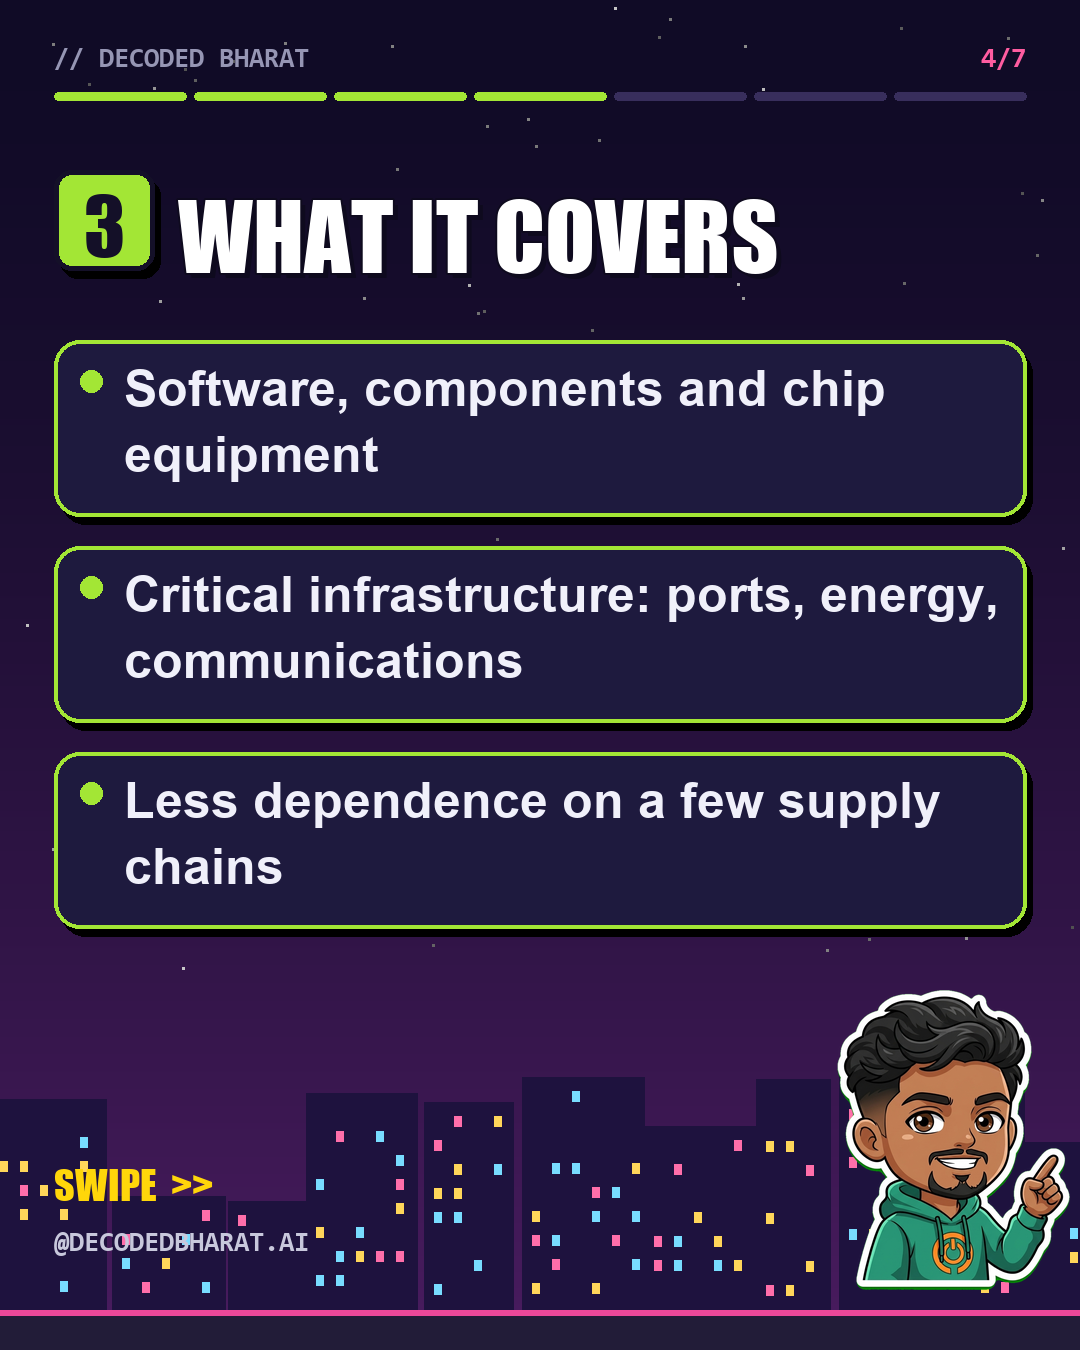 // DECODED BHARAT
4/7
3
WHAT IT COVERS
Software, components and chip
equipment
Critical infrastructure: ports, energy,
communications
Less dependence on a few supply
chains
SWIPE >>
@DECODEDBHARAT.AI